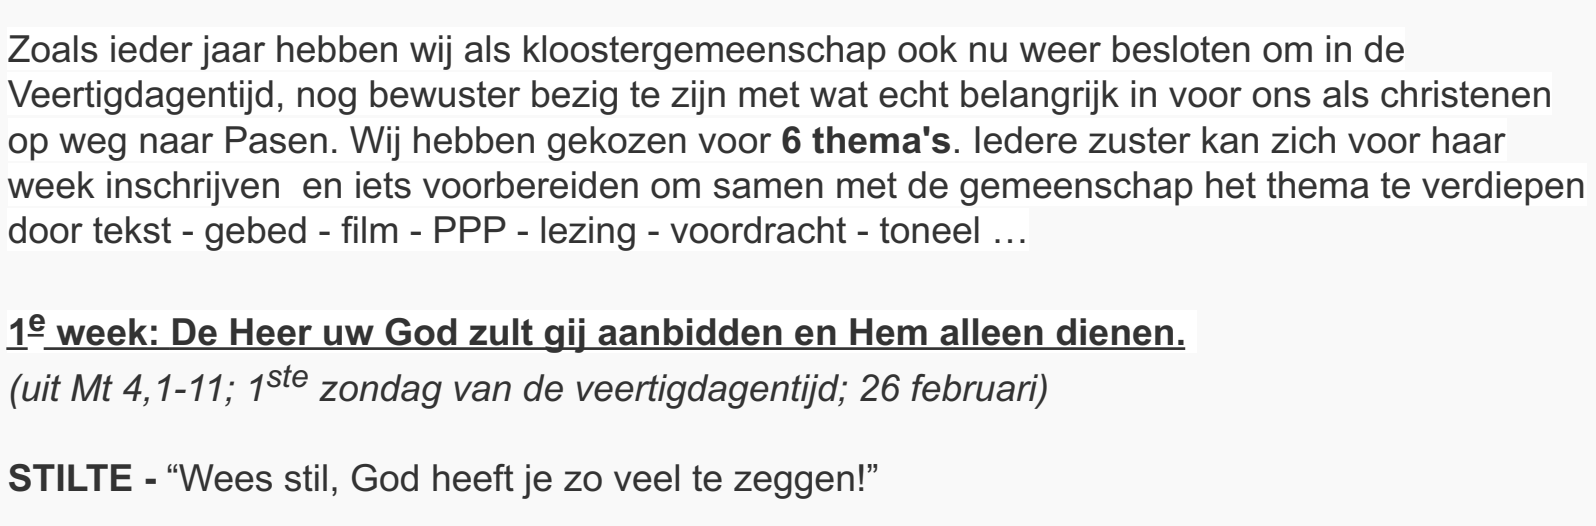 Zoals ieder jaar hebben wij als kloostergemeenschap ook nu weer besloten om in de
Veertigdagentijd, nog bewuster bezig te zijn met wat echt belangrijk in voor ons als christenen
op weg naar Pasen. Wij hebben gekozen voor 6 thema's. Iedere zuster kan zich voor haar
week inschrijven  en iets voorbereiden om samen met de gemeenschap het thema te verdiepen
door tekst - gebed - film - PPP - lezing - voordracht - toneel …
1e week: De Heer uw God zult gij aanbidden en Hem alleen dienen.
(uit Mt 4,1-11; 1ste zondag van de veertigdagentijd; 26 februari)
STILTE - “Wees stil, God heeft je zo veel te zeggen!”